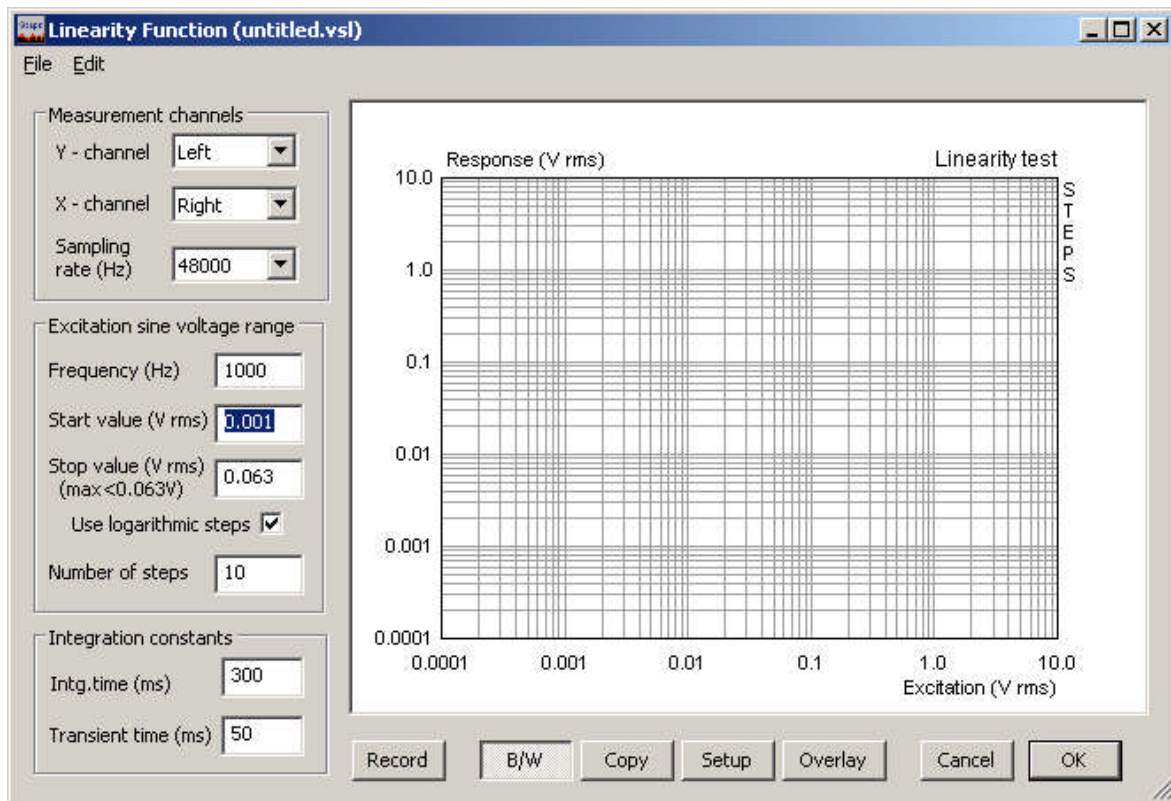 Steps
Linearity Function (untitled.vsl)
File Edit
Measurement channels
Y - channel Left
X - channel Right
Sampling
rate (Hz) 48000
Excitation sine voltage range
Frequency (Hz) 1000
Start value (V rms) 0.001
Stop value (V rms)
(max<0.063V) 0.063
Use logarithmic steps
Number of steps 10
Integration constants
Intg.time (ms) 300
Transient time (ms) 50
Response (V rms) Linearity test
10.0
1.0
0.1
0.01
0.001
0.0001
0.0001 0.001 0.01 0.1 1.0 10.0
Excitation (V rms)
S
T
E
P
S
Record B/W Copy Setup Overlay Cancel OK